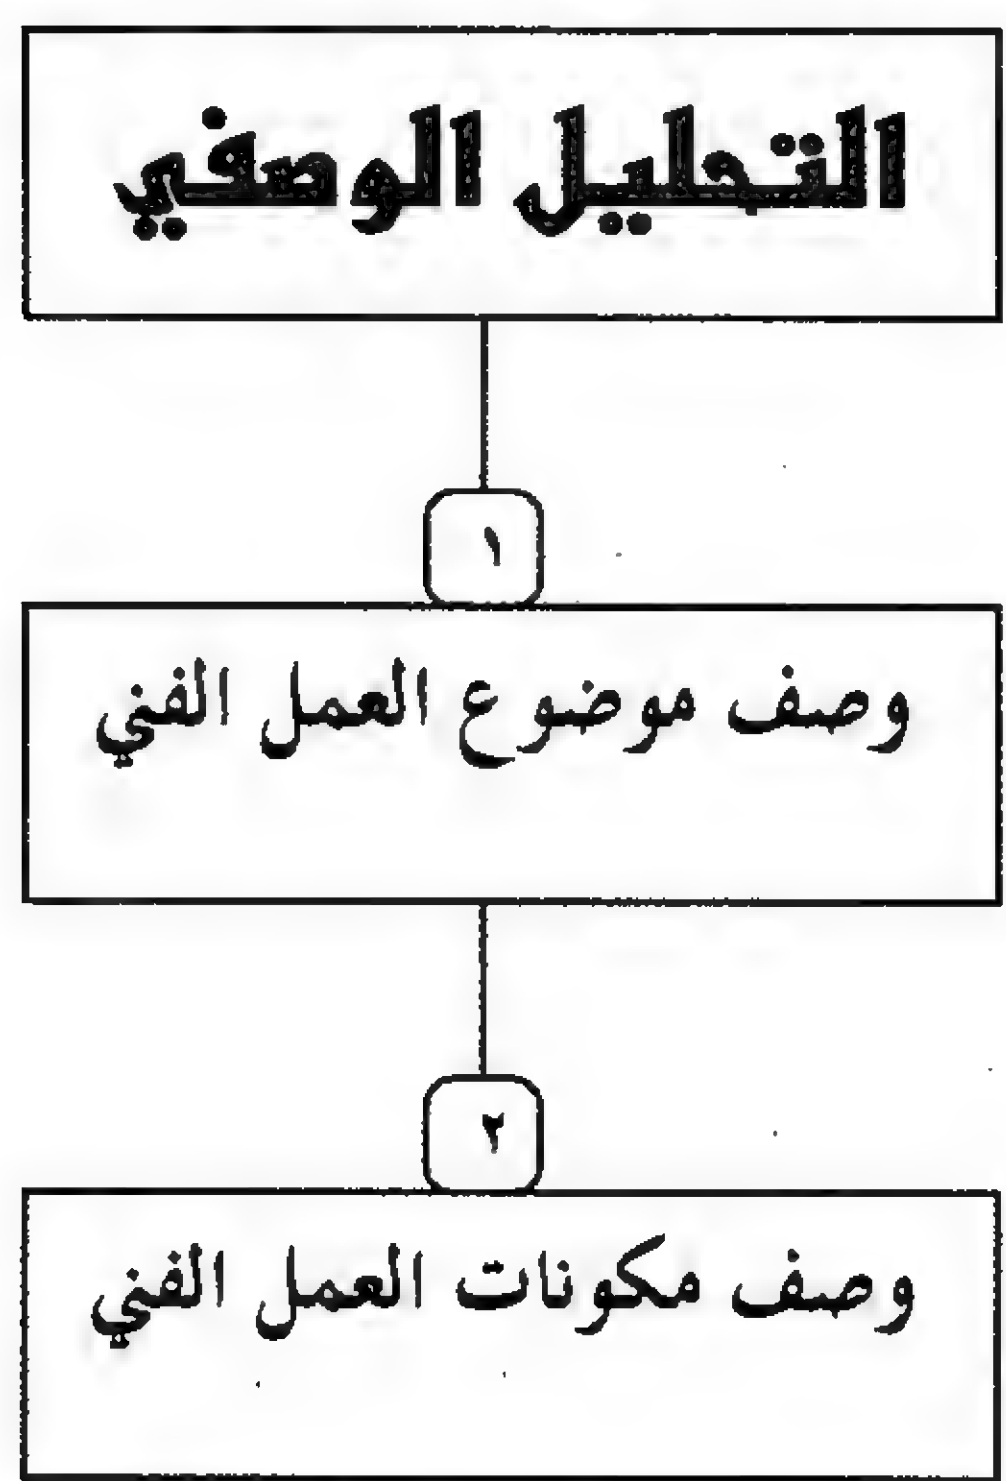 التحليل الوصفي
١
وصف موضوع العمل الفني
٢
وصف مكونات العمل الفني